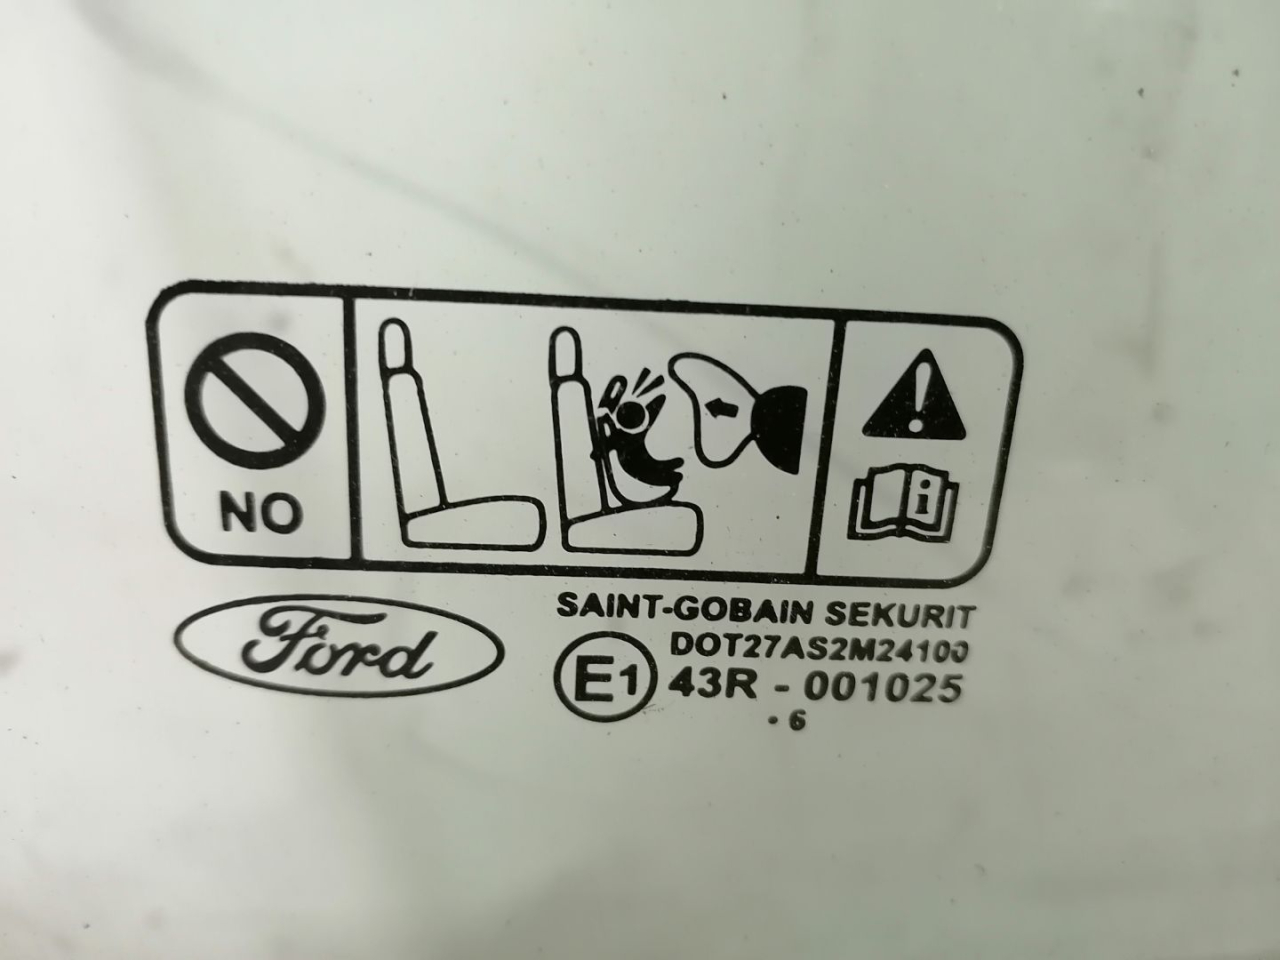 NO
i
Ford
SAINT-GOBAIN SEKURIT
DOT27AS2M24100
E1
43R - 001025
. 6